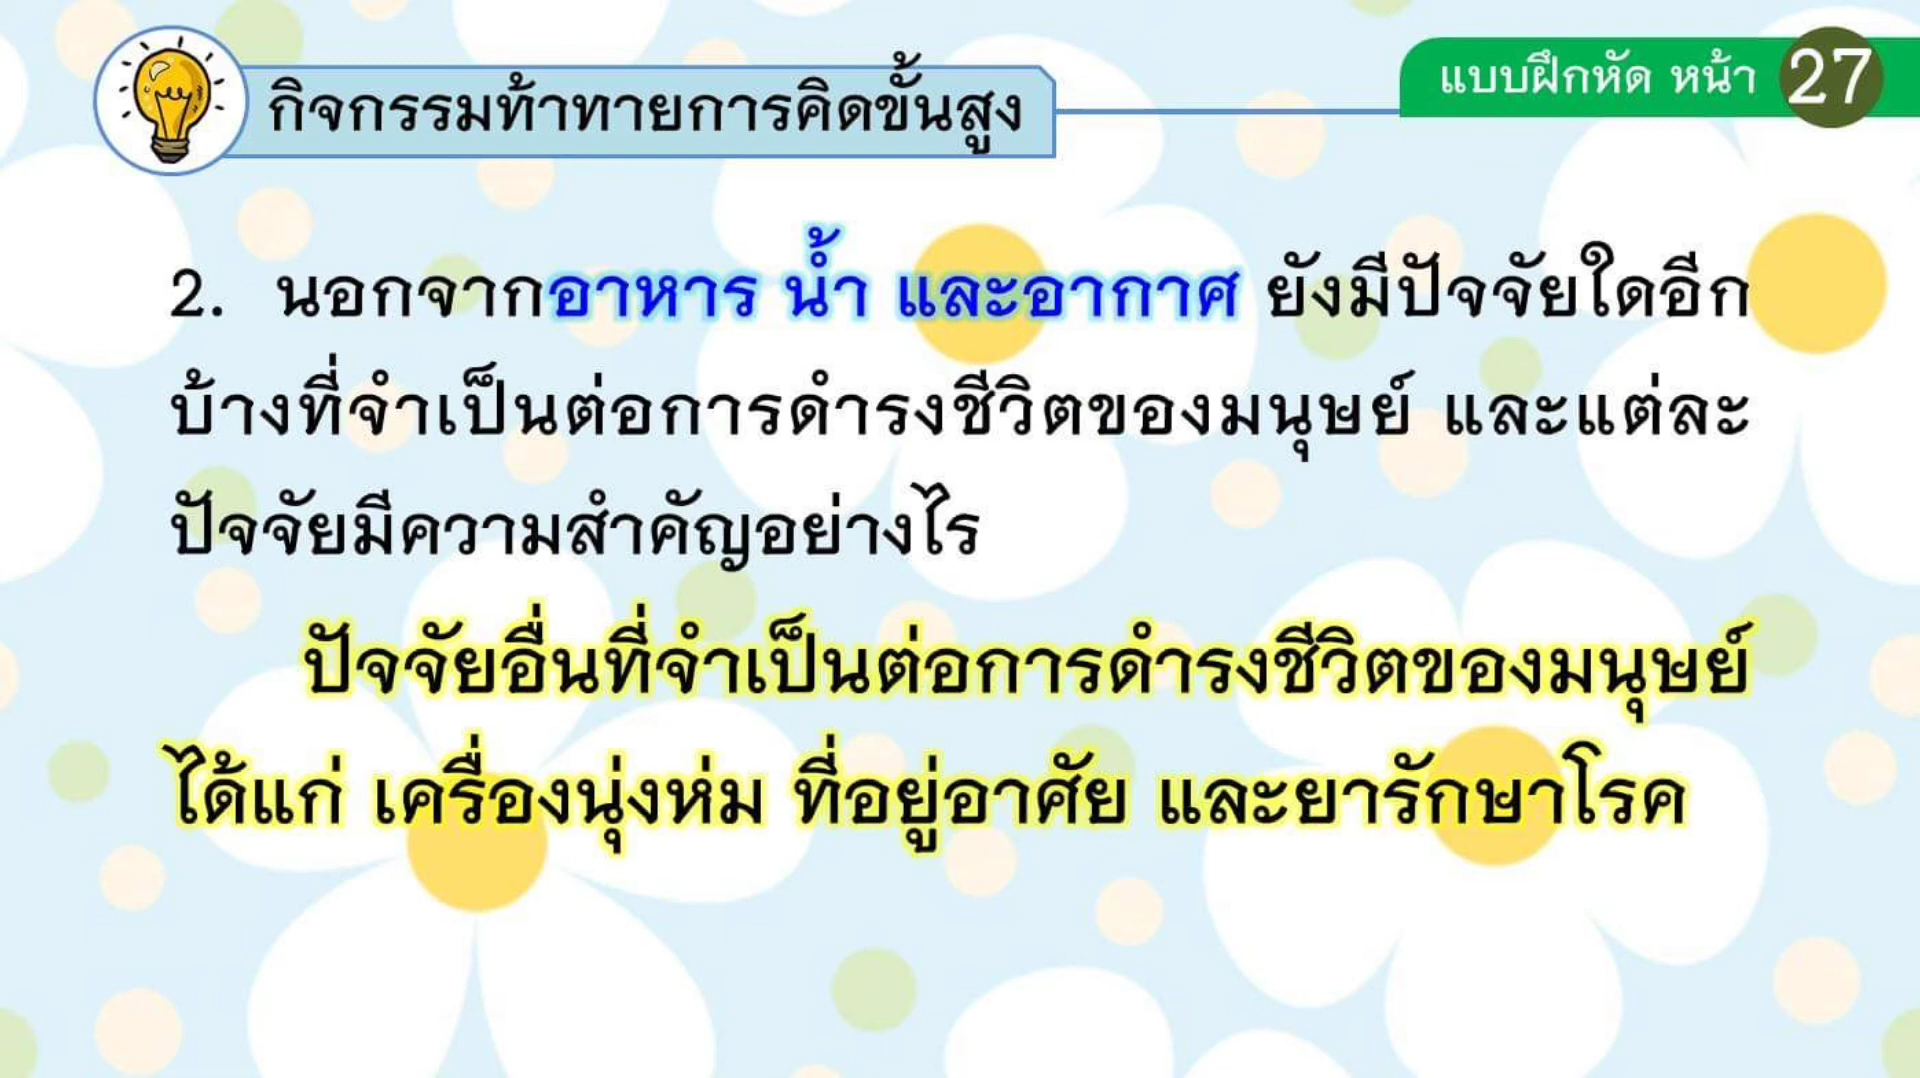 กิจกรรมท้าทายการคิดขั้นสูง
แบบฝึกหัด หน้า 27
2. นอกจากอาหาร น้ำ และอากาศ ยังมีปัจจัยใดอีก
บ้างที่จำเป็นต่อการดำรงชีวิตของมนุษย์ และแต่ละ
ปัจจัยมีความสำคัญอย่างไร
ปัจจัยอื่นที่จำเป็นต่อการดำรงชีวิตของมนุษย์
ได้แก่ เครื่องนุ่งห่ม ที่อยู่อาศัย และยารักษาโรค